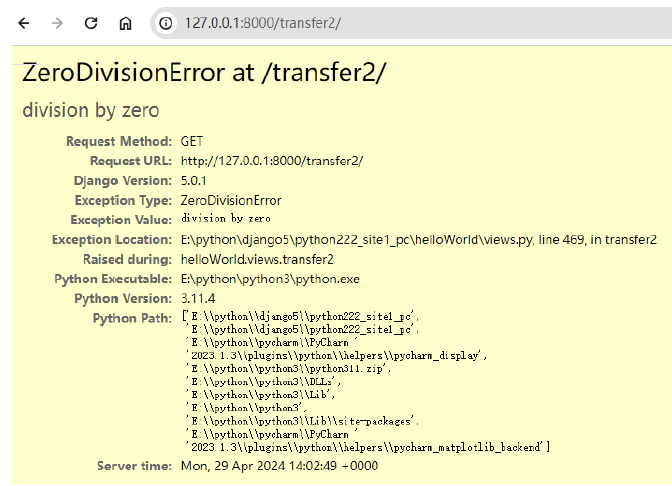 127.0.0.1:8000/transfer2/
ZeroDivisionError at /transfer2/
division by zero
Request Method: GET
Request URL: http://127.0.0.1:8000/transfer2/
Django Version: 5.0.1
Exception Type: ZeroDivisionError
Exception Value: division by zero
Exception Location: E:\python\django5\python222_site1_pc\helloWorld\views.py, line 469, in transfer2
Raised during: helloWorld.views.transfer2
Python Executable: E:\python\python3\python.exe
Python Version: 3.11.4
Python Path: ['E:\\python\\django5\\python222_site1_pc',
'E:\\python\\django5\\python222_site1_pc',
'E:\\python\\pycharm\\PyCharm '
'2023.1.3\\plugins\\python\\helpers\\pycharm_display',
'E:\\python\\python3\\python311.zip',
'E:\\python\\python3\\DLLs',
'E:\\python\\python3\\Lib',
'E:\\python\\python3',
'E:\\python\\python3\\Lib\\site-packages',
'E:\\python\\pycharm\\PyCharm '
'2023.1.3\\plugins\\python\\helpers\\pycharm_matplotlib_backend']
Server time: Mon, 29 Apr 2024 14:02:49 +0000